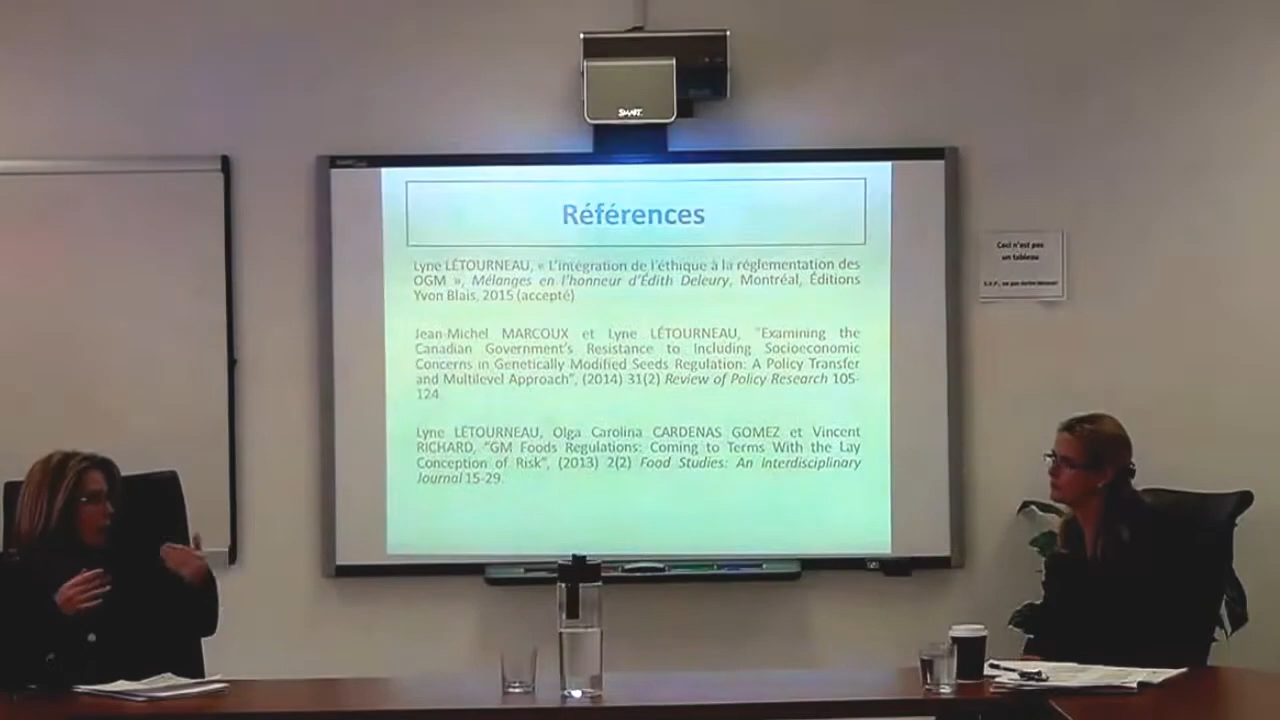 SMART
Références
Lyne LÉTOURNEAU, « L'intégration de l'éthique à la réglementation des
OGM », Mélanges en l'honneur d'Édith Deleury, Montréal, Éditions
Yvon Blais, 2015 (accepté)
Jean-Michel MARCOUX et Lyne LÉTOURNEAU, "Examining the
Canadian Government's Resistance to Including Socioeconomic
Concerns in Genetically Modified Seeds Regulation: A Policy Transfer
and Multilevel Approach", (2014) 31(2) Review of Policy Research 105-
124.
Lyne LÉTOURNEAU, Olga Carolina CARDENAS GOMEZ et Vincent
RICHARD, "GM Foods Regulations: Coming to Terms With the Lay
Conception of Risk", (2013) 2(2) Food Studies: An Interdisciplinary
Journal 15-29.
Ceci n'est pas
un tableau
S.V.P., ne pas écrire dessus!